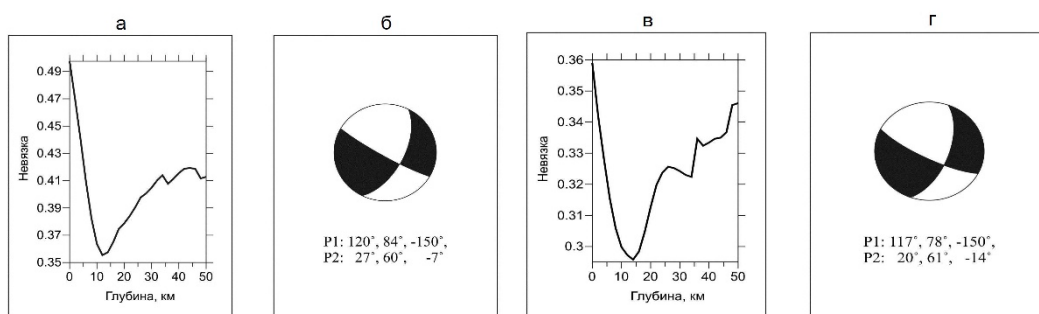 а
0.49
0.47
0.45
0.43
0.41
0.39
0.37
0.35
Невязка
0 10 20 30 40 50
Глубина, км
б
P1: 120˚, 84˚, -150˚,
P2: 27˚, 60˚, -7˚
в
0.36
0.35
0.34
0.33
0.32
0.31
0.3
Невязка
0 10 20 30 40 50
Глубина, км
г
P1: 117˚, 78˚, -150˚,
P2: 20˚, 61˚, -14˚